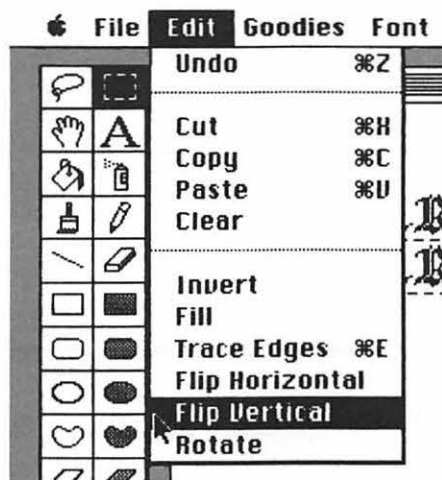 File Edit Goodies Font
Undo ⌘Z
Cut ⌘X
Copy ⌘C
Paste ⌘V
Clear
Invert
Fill
Trace Edges ⌘E
Flip Horizontal
Flip Vertical
Rotate
A